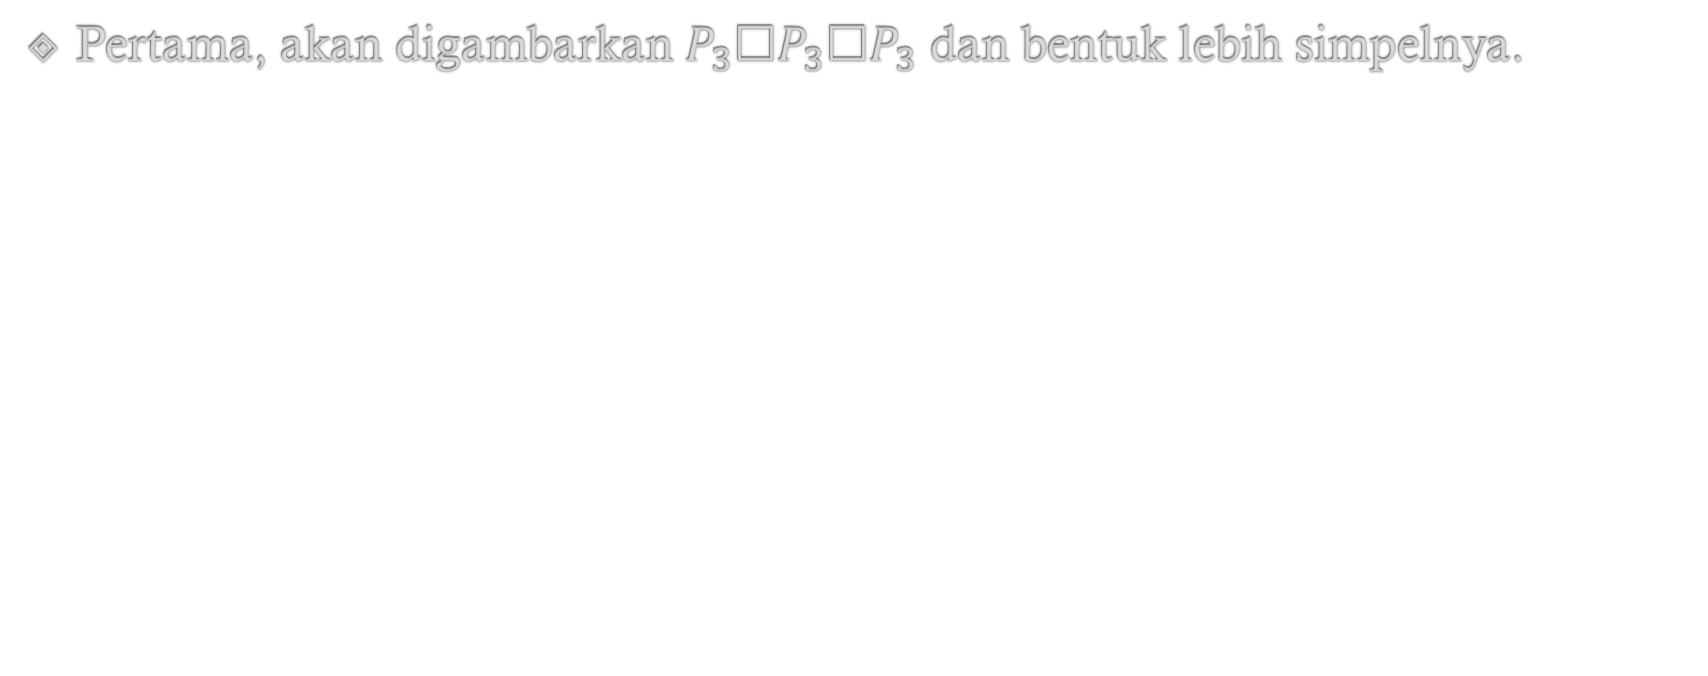 ❖ Pertama, akan digambarkan P₃□P₃□P₃ dan bentuk lebih simpelnya.